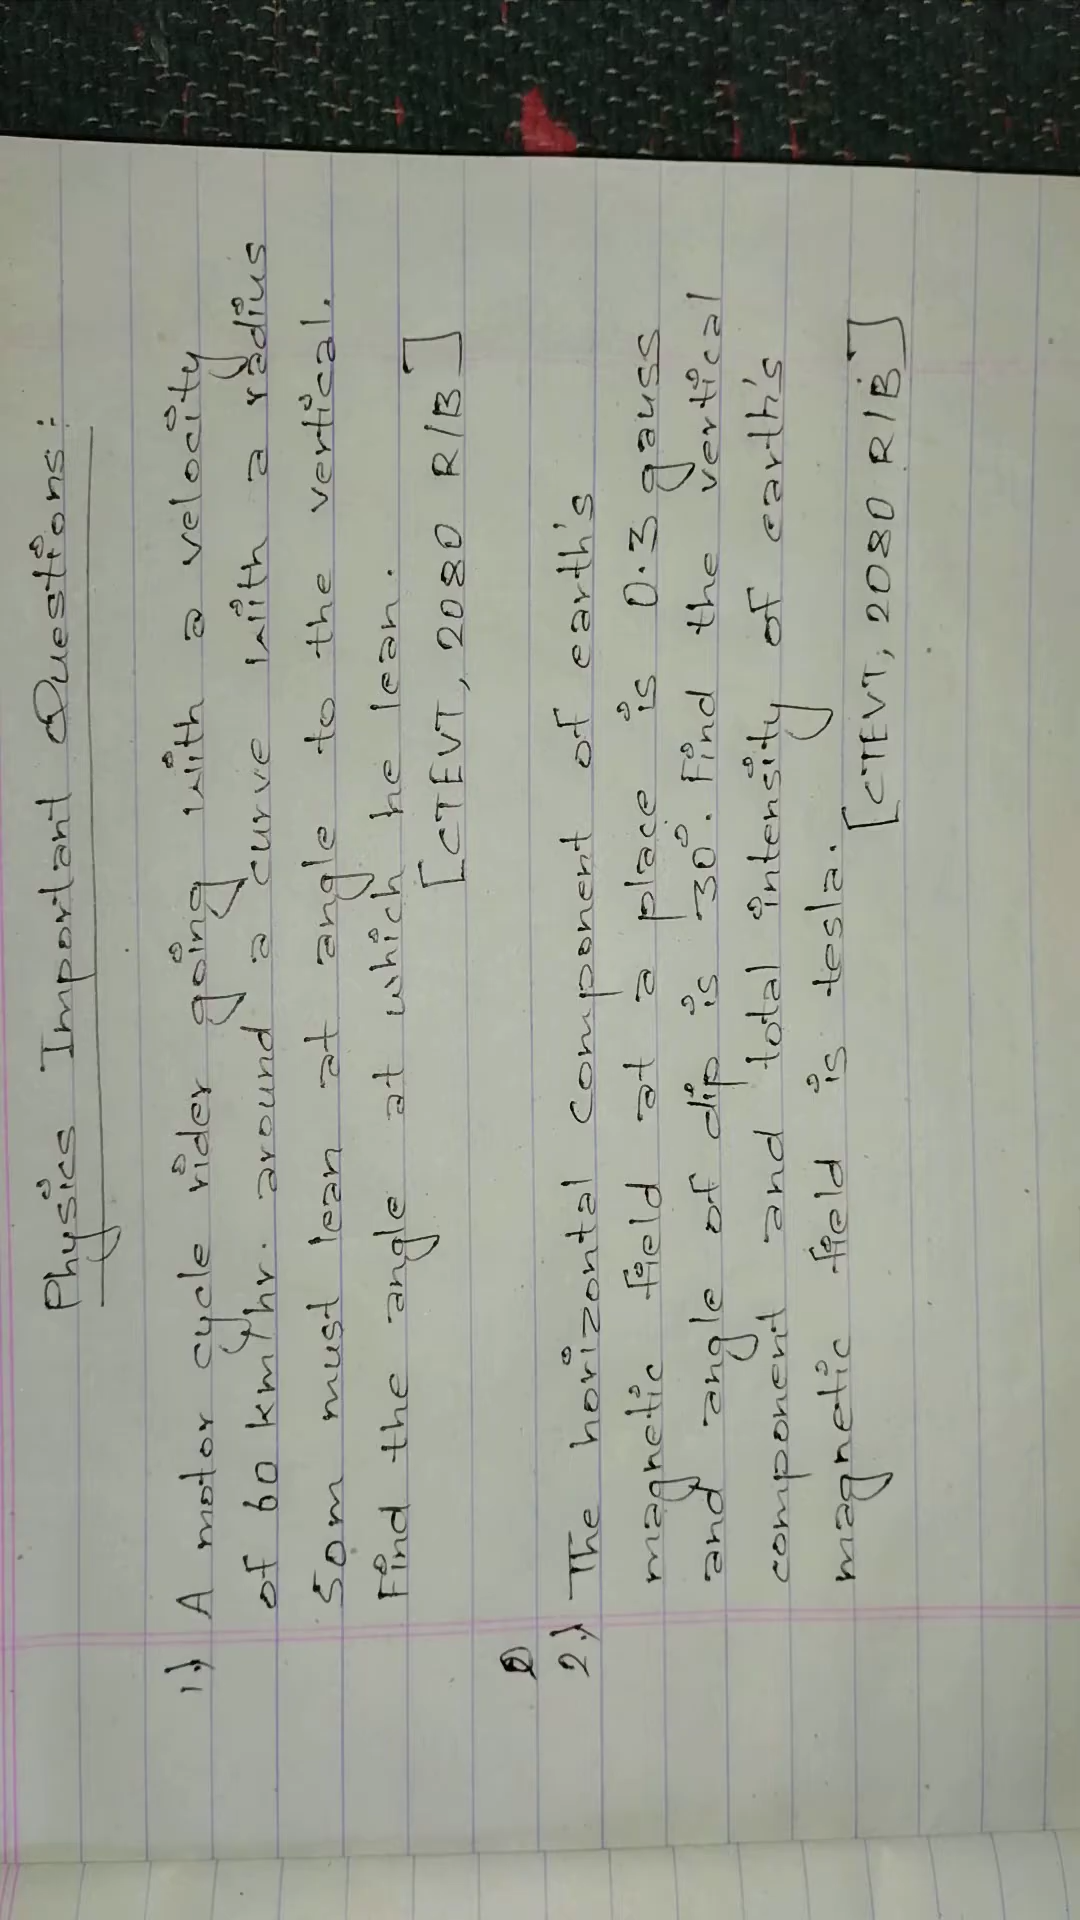 Physics Important Questions:
1.) A motor cycle rider going with a velocity
of 60 km/hr. around a curve with a radius
50m must lean at angle to the vertical.
Find the angle at which he lean.
[CTEVT, 2080 R/B]
2.) The horizontal component of earth's
magnetic field at a place is 0.3 gauss
and angle of dip is 30°. Find the vertical
component and total intensity of earth's
magnetic field is tesla.
[CTEVT, 2080 R/B]